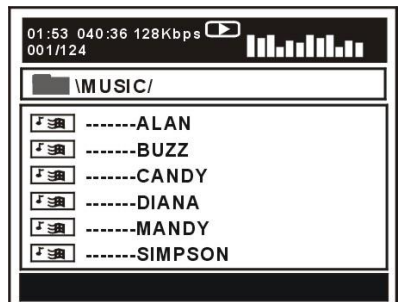 01:53 040:36 128Kbps
001/124
\MUSIC/
-------ALAN
-------BUZZ
-------CANDY
-------DIANA
-------MANDY
-------SIMPSON